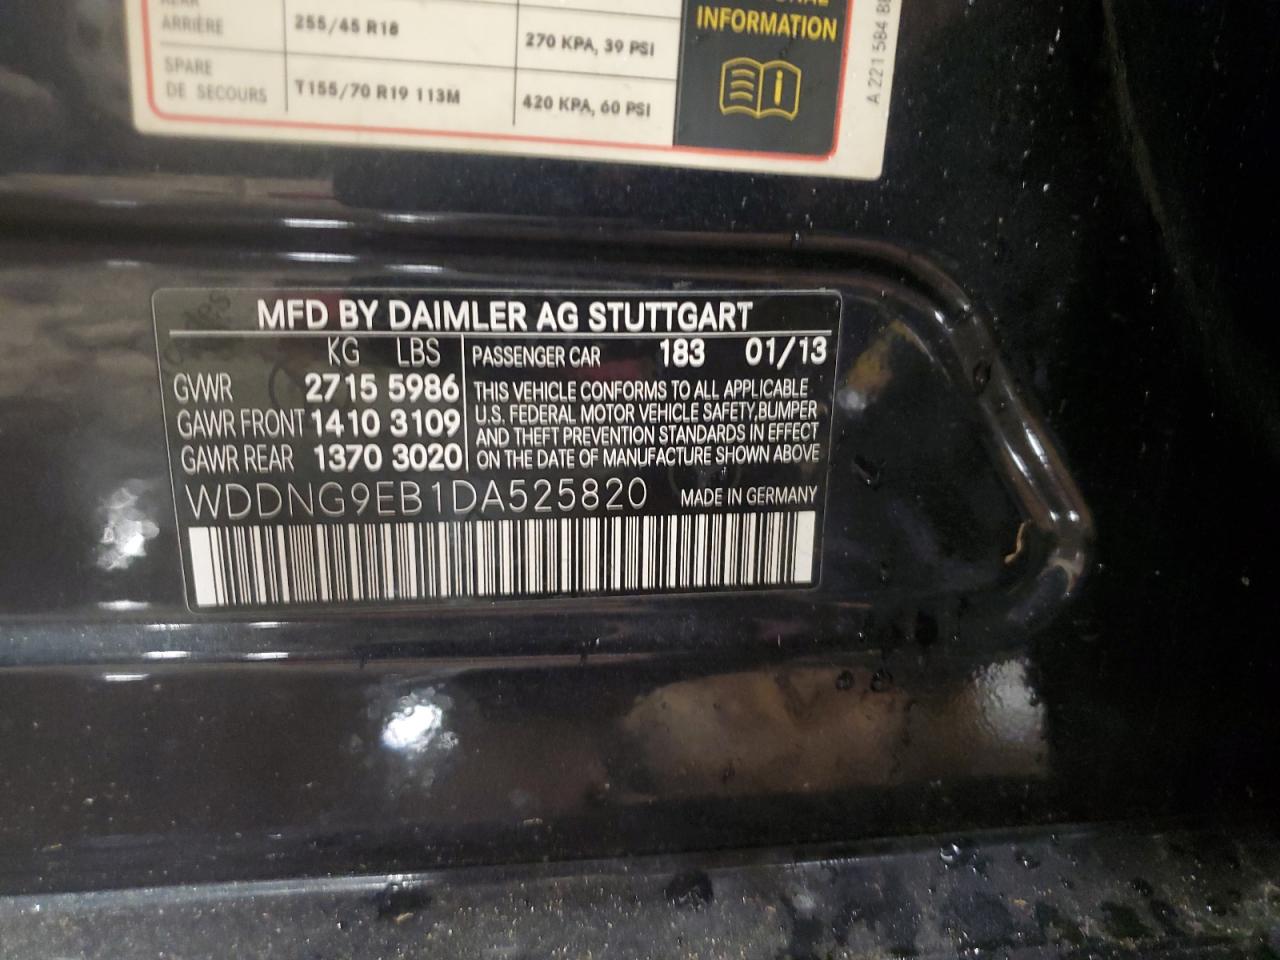 INFORMATION
ARRIÈRE 255/45 R18 270 KPA, 39 PSI
SPARE
DE SECOURS T155/70 R19 113M 420 KPA, 60 PSI
i
A 221 584
MFD BY DAIMLER AG STUTTGART
KG LBS
GVWR 2715 5986
GAWR FRONT 1410 3109
GAWR REAR 1370 3020
PASSENGER CAR 183 01/13
THIS VEHICLE CONFORMS TO ALL APPLICABLE
U.S. FEDERAL MOTOR VEHICLE SAFETY, BUMPER
AND THEFT PREVENTION STANDARDS IN EFFECT
ON THE DATE OF MANUFACTURE SHOWN ABOVE
WDDNG9EB1DA525820 MADE IN GERMANY